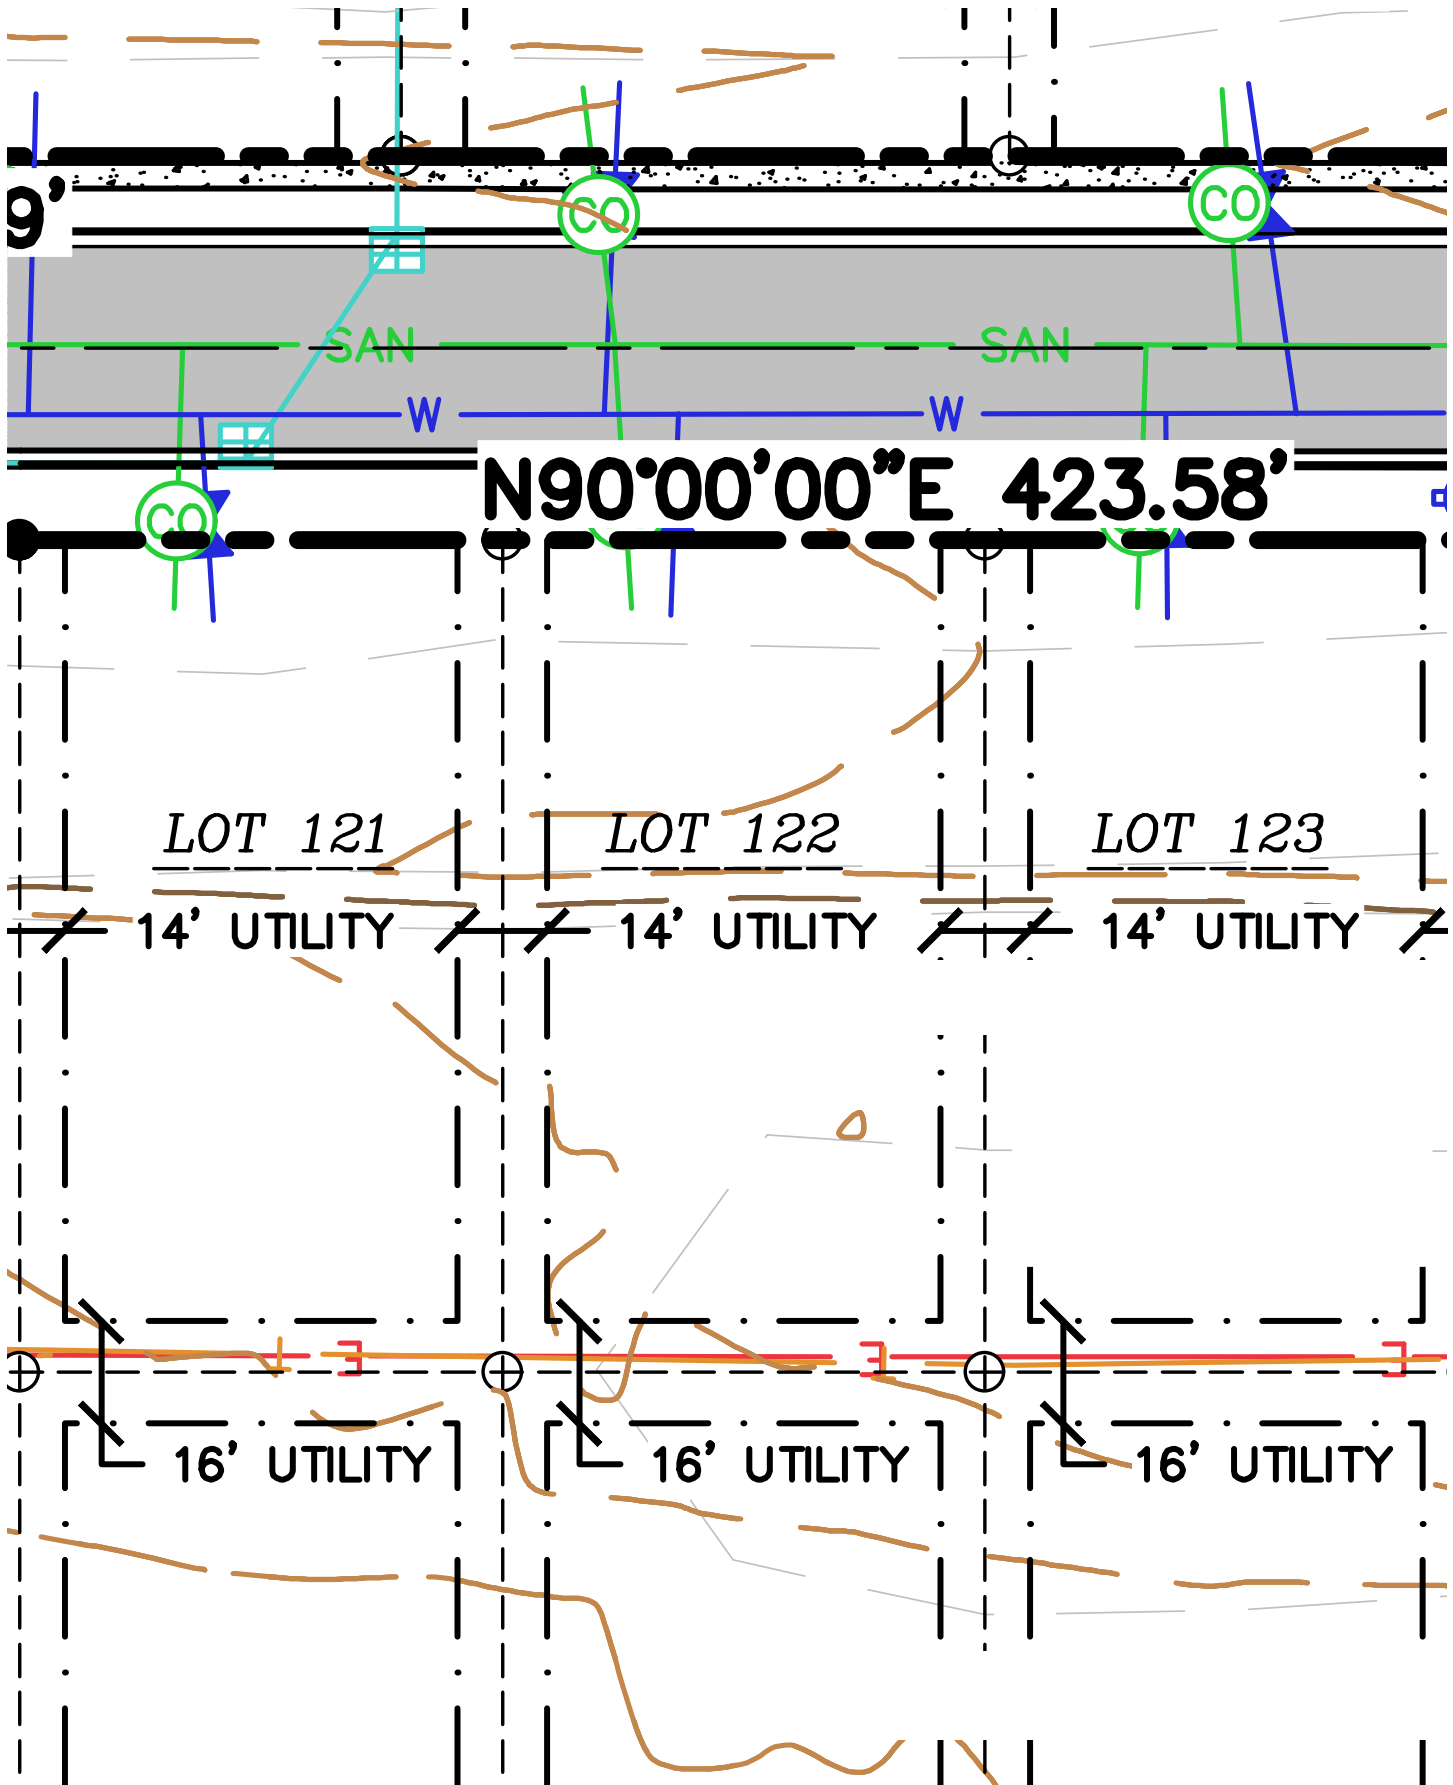 9'
CO CO
SAN SAN
W W
N90°00'00"E 423.58'
CO
LOT 121 LOT 122 LOT 123
14' UTILITY 14' UTILITY 14' UTILITY
E E E
16' UTILITY 16' UTILITY 16' UTILITY